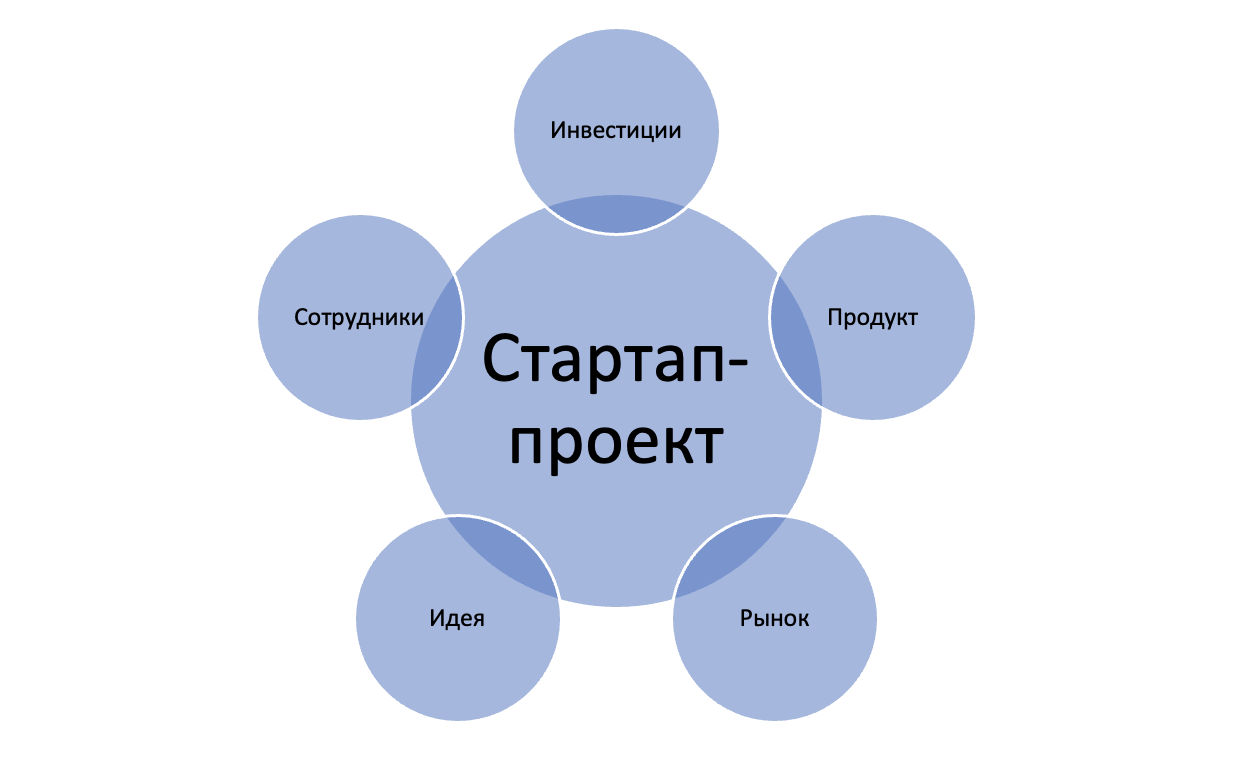 Инвестиции
Сотрудники
Продукт
Стартап-
проект
Идея
Рынок